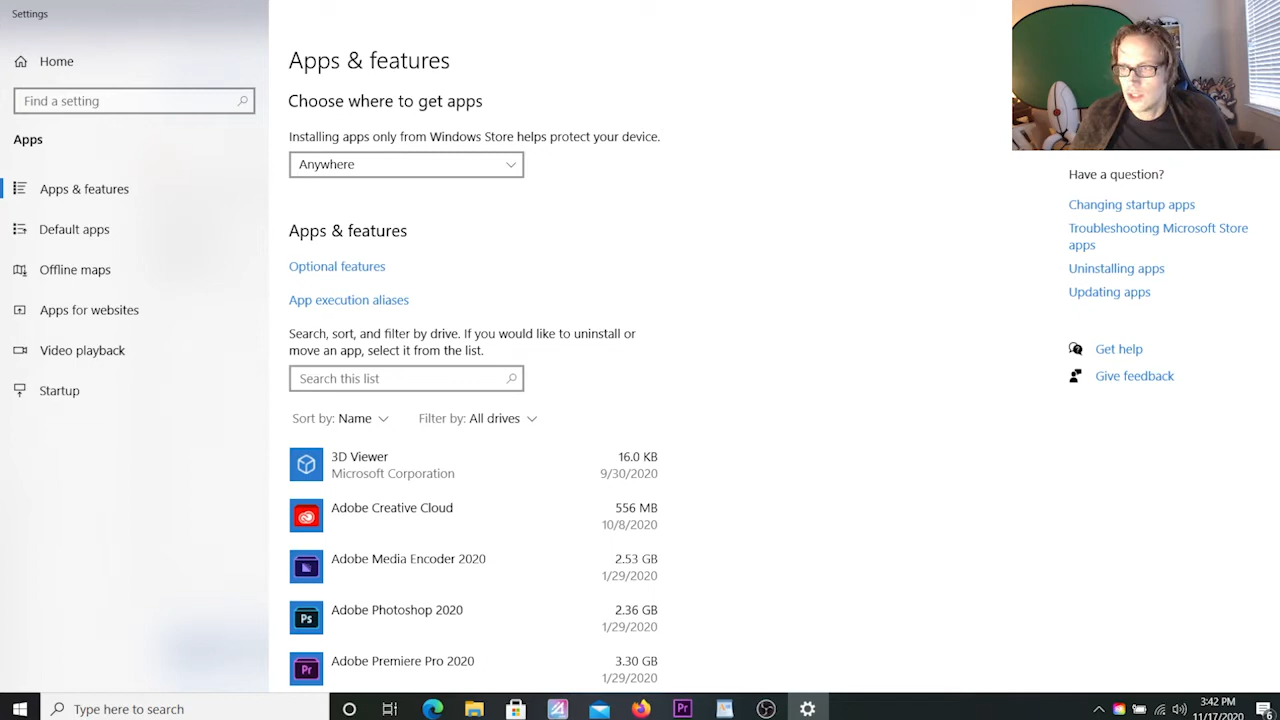 Settings
Home
Find a setting
Apps
Apps & features
Default apps
Offline maps
Apps for websites
Video playback
Startup
Apps & features
Choose where to get apps
Installing apps only from Windows Store helps protect your device.
Anywhere
Apps & features
Optional features
App execution aliases
Search, sort, and filter by drive. If you would like to uninstall or
move an app, select it from the list.
Search this list
Sort by: Name Filter by: All drives
3D Viewer 16.0 KB
Microsoft Corporation 9/30/2020
Adobe Creative Cloud 556 MB
10/8/2020
Adobe Media Encoder 2020 2.53 GB
1/29/2020
Ps Adobe Photoshop 2020 2.36 GB
1/29/2020
Pr Adobe Premiere Pro 2020 3.30 GB
1/29/2020
Have a question?
Changing startup apps
Troubleshooting Microsoft Store
apps
Uninstalling apps
Updating apps
Get help
Give feedback
Type here to search
Pr
3:42 PM
11/17/2020